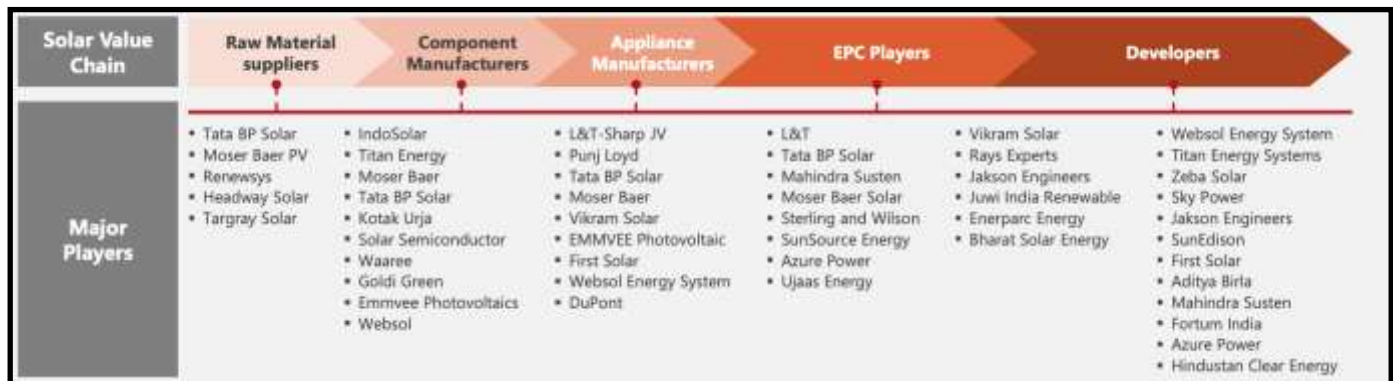 Solar Value
Chain
Raw Material
suppliers
Component
Manufacturers
Appliance
Manufacturers
EPC Players
Developers
Major
Players
• Tata BP Solar
• Moser Baer PV
• Renewsys
• Headway Solar
• Targray Solar
• IndoSolar
• Titan Energy
• Moser Baer
• Tata BP Solar
• Kotak Urja
• Solar Semiconductor
• Waaree
• Goldi Green
• Emmvee Photovoltaics
• Websol
• L&T-Sharp JV
• Punj Loyd
• Tata BP Solar
• Moser Baer
• Vikram Solar
• EMMVEE Photovoltaic
• First Solar
• Websol Energy System
• DuPont
• L&T
• Tata BP Solar
• Mahindra Susten
• Moser Baer Solar
• Sterling and Wilson
• SunSource Energy
• Azure Power
• Ujaas Energy
• Vikram Solar
• Rays Experts
• Jakson Engineers
• Juwi India Renewable
• Enerparc Energy
• Bharat Solar Energy
• Websol Energy System
• Titan Energy Systems
• Zeba Solar
• Sky Power
• Jakson Engineers
• SunEdison
• First Solar
• Aditya Birla
• Mahindra Susten
• Fortum India
• Azure Power
• Hindustan Clear Energy